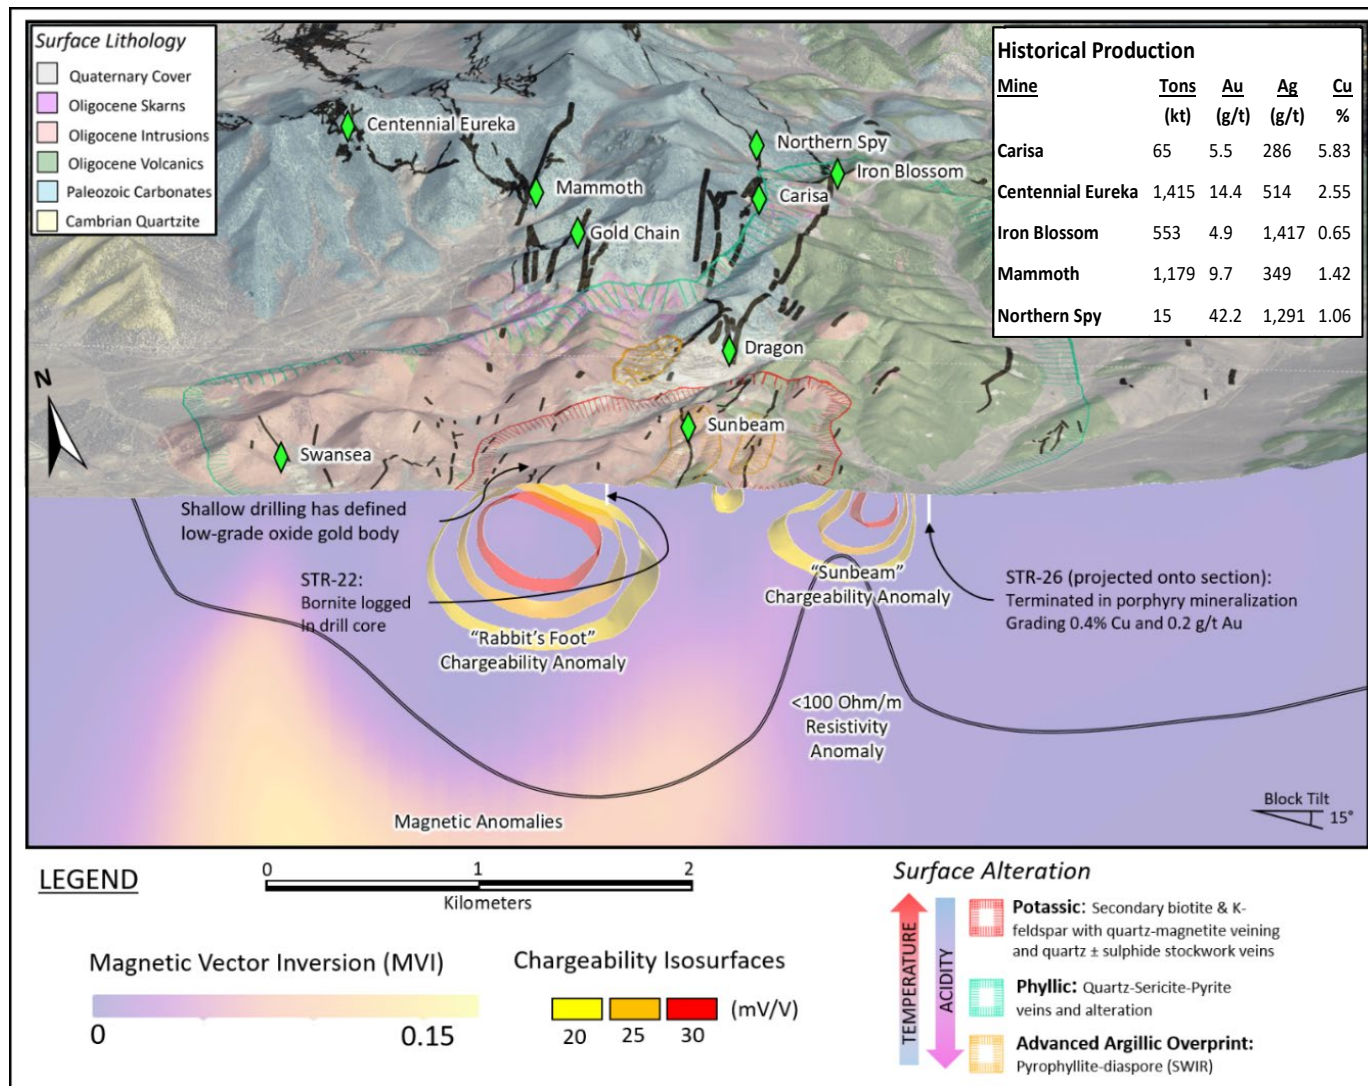 Surface Lithology
Quaternary Cover
Oligocene Skarns
Oligocene Intrusions
Oligocene Volcanics
Paleozoic Carbonates
Cambrian Quartzite
Historical Production
Mine Tons Au Ag Cu
(kt) (g/t) (g/t) %
Carisa 65 5.5 286 5.83
Centennial Eureka 1,415 14.4 514 2.55
Iron Blossom 553 4.9 1,417 0.65
Mammoth 1,179 9.7 349 1.42
Northern Spy 15 42.2 1,291 1.06
Centennial Eureka
Northern Spy
Iron Blossom
Mammoth
Carisa
Gold Chain
Dragon
N
Sunbeam
Swansea
Shallow drilling has defined
low-grade oxide gold body
STR-22:
Bornite logged
in drill core
"Rabbit's Foot"
Chargeability Anomaly
"Sunbeam"
Chargeability Anomaly
STR-26 (projected onto section):
Terminated in porphyry mineralization
Grading 0.4% Cu and 0.2 g/t Au
<100 Ohm/m
Resistivity
Anomaly
Magnetic Anomalies
Block Tilt
15°
LEGEND
0 1 2
Kilometers
Magnetic Vector Inversion (MVI)
0 0.15
Chargeability Isosurfaces
(mV/V)
20 25 30
Surface Alteration
TEMPERATURE
ACIDITY
Potassic: Secondary biotite & K-
feldspar with quartz-magnetite veining
and quartz ± sulphide stockwork veins
Phyllic: Quartz-Sericite-Pyrite
veins and alteration
Advanced Argillic Overprint:
Pyrophyllite-diaspore (SWIR)